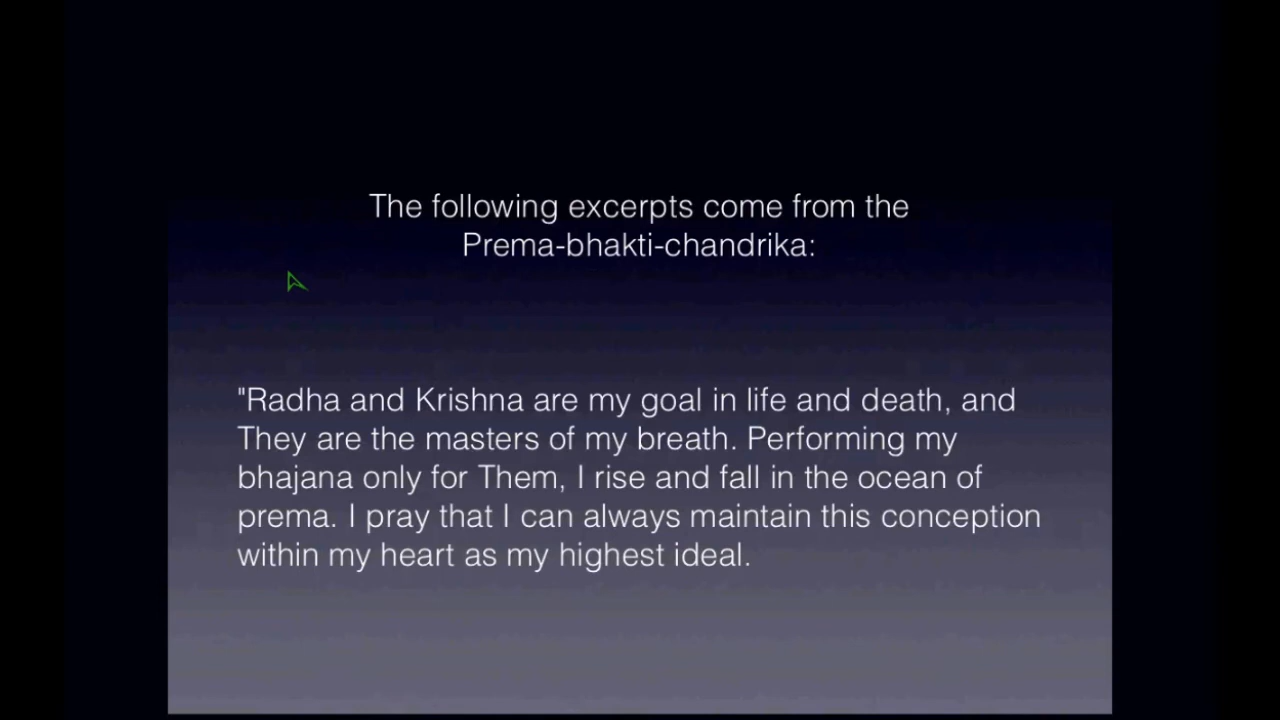 The following excerpts come from the
Prema-bhakti-chandrika:
"Radha and Krishna are my goal in life and death, and
They are the masters of my breath. Performing my
bhajana only for Them, I rise and fall in the ocean of
prema. I pray that I can always maintain this conception
within my heart as my highest ideal.